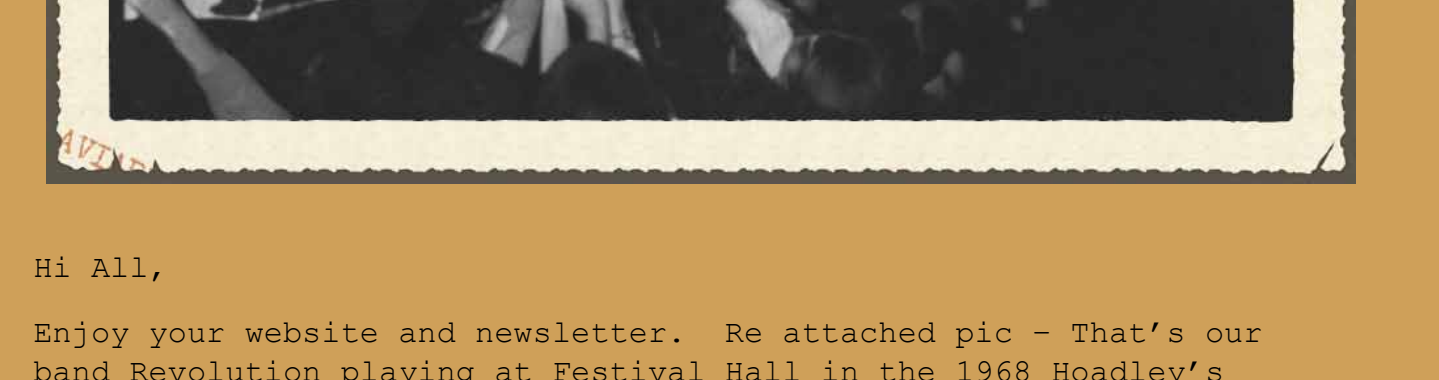 Hi All,
Enjoy your website and newsletter.  Re attached pic – That’s our
band Revolution playing at Festival Hall in the 1968 Hoadley’s